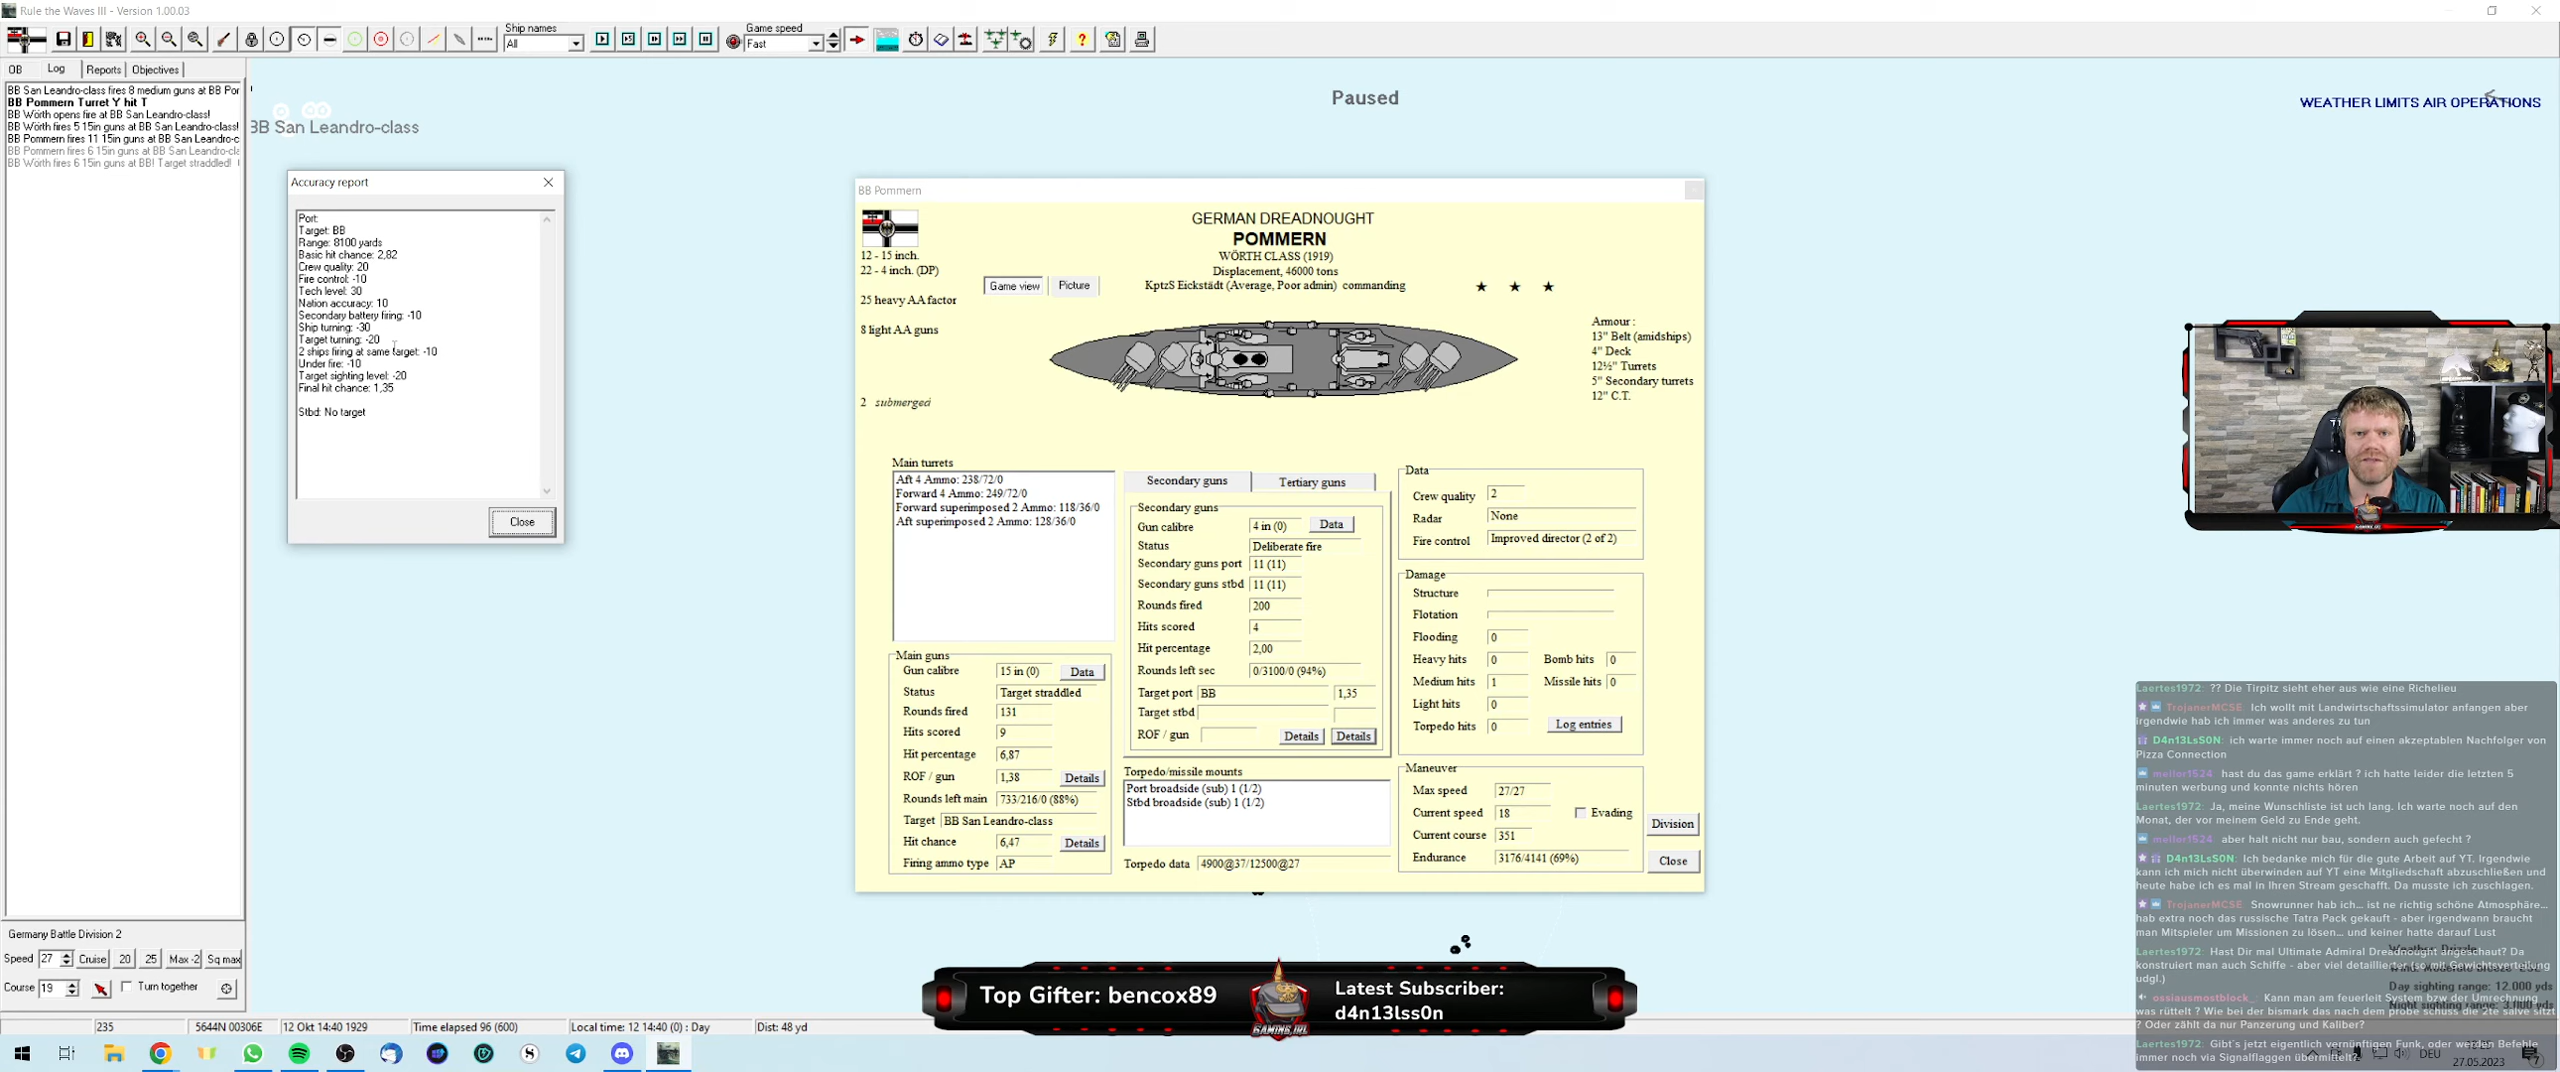 Rule the Waves III - Version 1.00.03
Ship names
All
Game speed
Fast
OB
Log
Reports
Objectives
BB San Leandro-class fires 8 medium guns at BB Por
BB Pommern Turret Y hit T
BB Wörth opens fire at BB San Leandro-class!
BB Wörth fires 5 15in guns at BB San Leandro-class!
BB Pommern fires 11 15in guns at BB San Leandro-c
BB Pommern fires 6 15in guns at BB San Leandro-cla
BB Wörth fires 6 15in guns at BB! Target straddled!
BB San Leandro-class
Paused
WEATHER LIMITS AIR OPERATIONS
Accuracy report
Port:
Target: BB
Range: 8100 yards
Basic hit chance: 2,82
Crew quality: 20
Fire control: -10
Tech level: 30
Nation accuracy: 10
Secondary battery firing: -10
Ship turning: -30
Target turning: -20
2 ships firing at same target: -10
Under fire: -10
Target sighting level: -20
Final hit chance: 1,35
Stbd: No target
Close
BB Pommern
GERMAN DREADNOUGHT
POMMERN
WÖRTH CLASS (1919)
Displacement, 46000 tons
KptzS Eickstädt (Average, Poor admin) commanding
12 - 15 inch.
22 - 4 inch. (DP)
25 heavy AA factor
8 light AA guns
2 submerged
Game view
Picture
Armour :
13" Belt (amidships)
4" Deck
12½" Turrets
5" Secondary turrets
12" C.T.
Main turrets
Aft 4 Ammo: 238/72/0
Forward 4 Ammo: 249/72/0
Forward superimposed 2 Ammo: 118/36/0
Aft superimposed 2 Ammo: 128/36/0
Main guns
Gun calibre 15 in (0) Data
Status Target straddled
Rounds fired 131
Hits scored 9
Hit percentage 6,87
ROF / gun 1,38 Details
Rounds left main 733/216/0 (88%)
Target BB San Leandro-class
Hit chance 6,47 Details
Firing ammo type AP
Secondary guns
Tertiary guns
Secondary guns
Gun calibre 4 in (0) Data
Status Deliberate fire
Secondary guns port 11 (11)
Secondary guns stbd 11 (11)
Rounds fired 200
Hits scored 4
Hit percentage 2,00
Rounds left sec 0/3100/0 (94%)
Target port BB 1,35
Target stbd
ROF / gun Details Details
Torpedo/missile mounts
Port broadside (sub) 1 (1/2)
Stbd broadside (sub) 1 (1/2)
Torpedo data 4900@37/12500@27
Data
Crew quality 2
Radar None
Fire control Improved director (2 of 2)
Damage
Structure
Flotation
Flooding 0
Heavy hits 0 Bomb hits 0
Medium hits 1 Missile hits 0
Light hits 0
Torpedo hits 0 Log entries
Maneuver
Max speed 27/27
Current speed 18 Evading
Current course 351
Endurance 3176/4141 (69%)
Division
Close
Germany Battle Division 2
Speed 27 Cruise 20 25 Max -2 Sq max
Course 19 Turn together
235
5644N 00306E
12 Okt 14:40 1929
Time elapsed 96 (600)
Local time: 12 14:40 (0) : Day
Dist: 48 yd
Top Gifter: bencox89
GAMING.IRL
Latest Subscriber:
d4n13lss0n
Laertes1972: ?? Die Tirpitz sieht eher aus wie eine Richelieu
TrojanerMCSE: Ich wollt mit Landwirtschaftssimulator anfangen aber
irgendwie hab ich immer was anderes zu tun
D4n13LsS0N: ich warte immer noch auf einen akzeptablen Nachfolger von
Pizza Connection
mellor1524 hast du das game erklärt ? ich hatte leider die letzten 5
minuten werbung und konnte nichts hören
Laertes1972: Ja, meine Wunschliste ist uch lang. Ich warte noch auf den
Monat, der vor meinem Geld zu Ende geht.
mellor1524 aber halt nicht nur bau, sondern auch gefecht ?
D4n13LsS0N: Ich bedanke mich für die gute Arbeit auf YT. Irgendwie
kann ich mich nicht überwinden auf YT eine Mitgliedschaft abzuschließen und
heute habe ich es mal in Ihren Stream geschafft. Da musste ich zuschlagen.
TrojanerMCSE: Snowrunner hab ich... ist ne richtig schöne Atmosphäre...
hab extra noch das russische Tatra Pack gekauft - aber irgendwann braucht
man Mitspieler um Missionen zu lösen... und keiner hatte darauf Lust
Laertes1972: Hast Dir mal Ultimate Admiral Dreadnought angeschaut? Da
konstruiert man auch Schiffe - aber viel detaillierter (so mit Gewichtsverteilung
udgl.)
Day sighting range: 12.000 yds
Night sighting range: 3.000 yds
ossiausmostblock_: Kann man am feuerleit System bzw der Umrechnung
was rüttelt ? Wie bei der bismark das nach dem probe schuss die 2te salve sitzt
? Oder zählt da nur Panzerung und Kaliber?
Laertes1972: Gibt's jetzt eigentlich vernünftigen Funk, oder werden Befehle
immer noch via Signalflaggen übermittelt?
DEU
27.05.2023